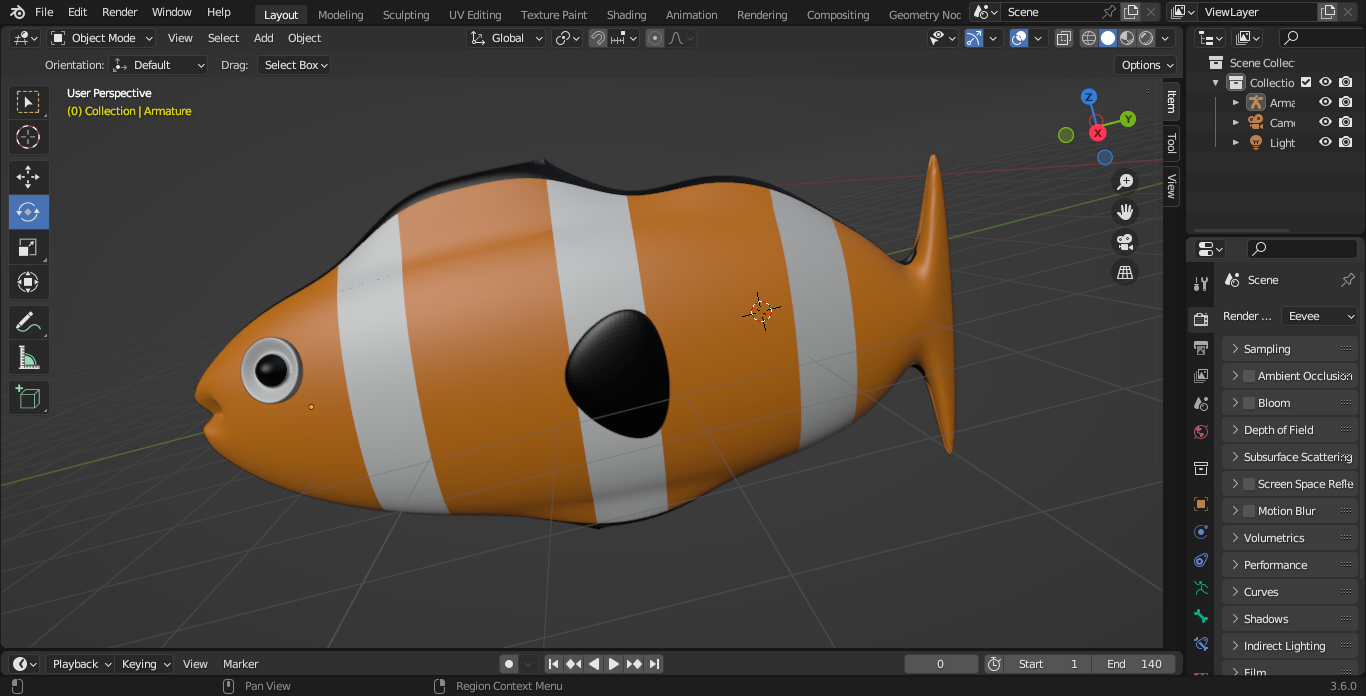 File Edit Render Window Help Layout Modeling Sculpting UV Editing Texture Paint Shading Animation Rendering Compositing Geometry Noc Scene ViewLayer
Object Mode View Select Add Object Global
Orientation: Default Drag: Select Box Options
User Perspective
(0) Collection | Armature
Z
Y
X
Item
Tool
View
Scene Collec
Collectio
Arma
Came
Light
Scene
Render ... Eevee
Sampling
Ambient Occlusion
Bloom
Depth of Field
Subsurface Scattering
Screen Space Refle
Motion Blur
Volumetrics
Performance
Curves
Shadows
Indirect Lighting
Film
Playback Keying View Marker 0 Start 1 End 140
Pan View Region Context Menu 3.6.0